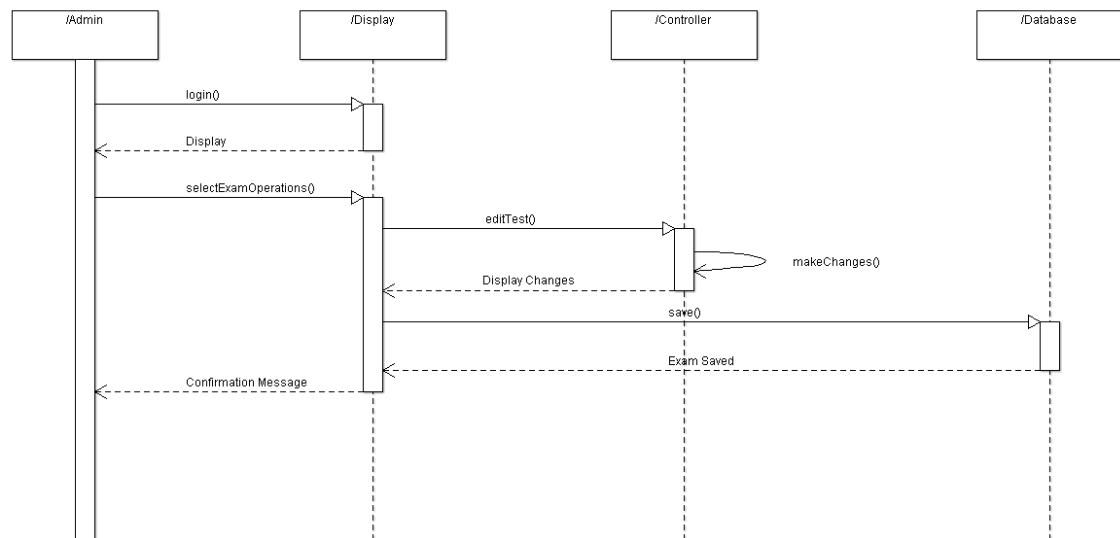 /Admin
/Display
/Controller
/Database
login()
Display
selectExamOperations()
editTest()
makeChanges()
Display Changes
save()
Exam Saved
Confirmation Message